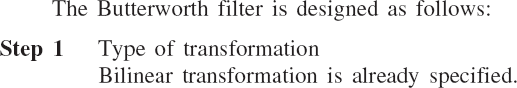 The Butterworth filter is designed as follows:
Step 1 Type of transformation
Bilinear transformation is already specified.